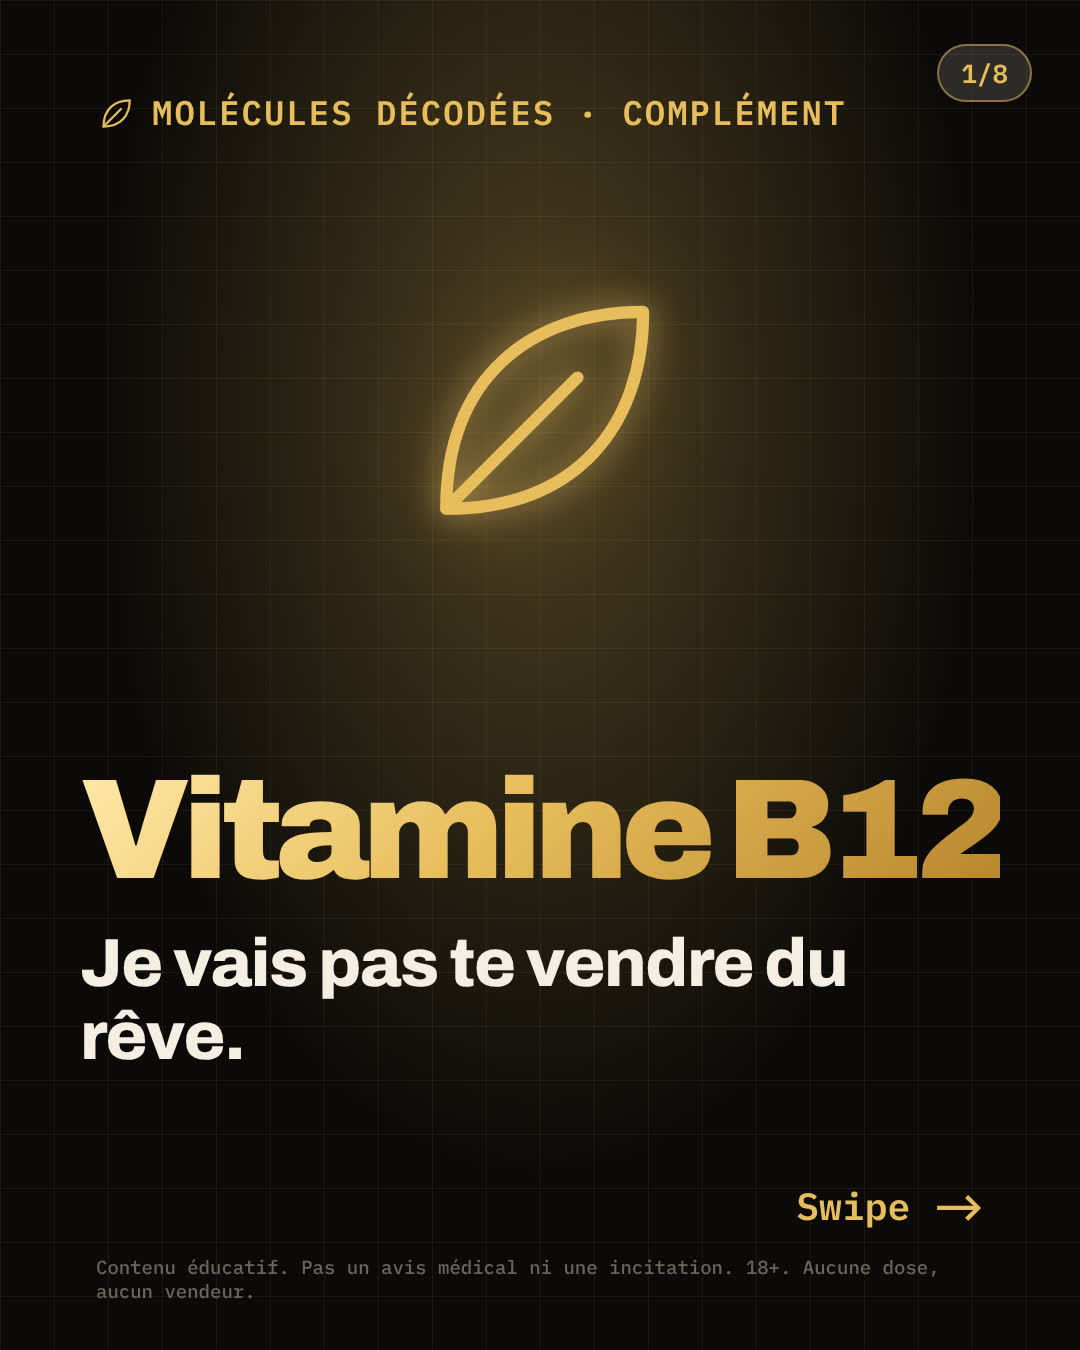 1/8
MOLÉCULES DÉCODÉES · COMPLÉMENT
Vitamine B12
Je vais pas te vendre du
rêve.
Swipe →
Contenu éducatif. Pas un avis médical ni une incitation. 18+. Aucune dose,
aucun vendeur.